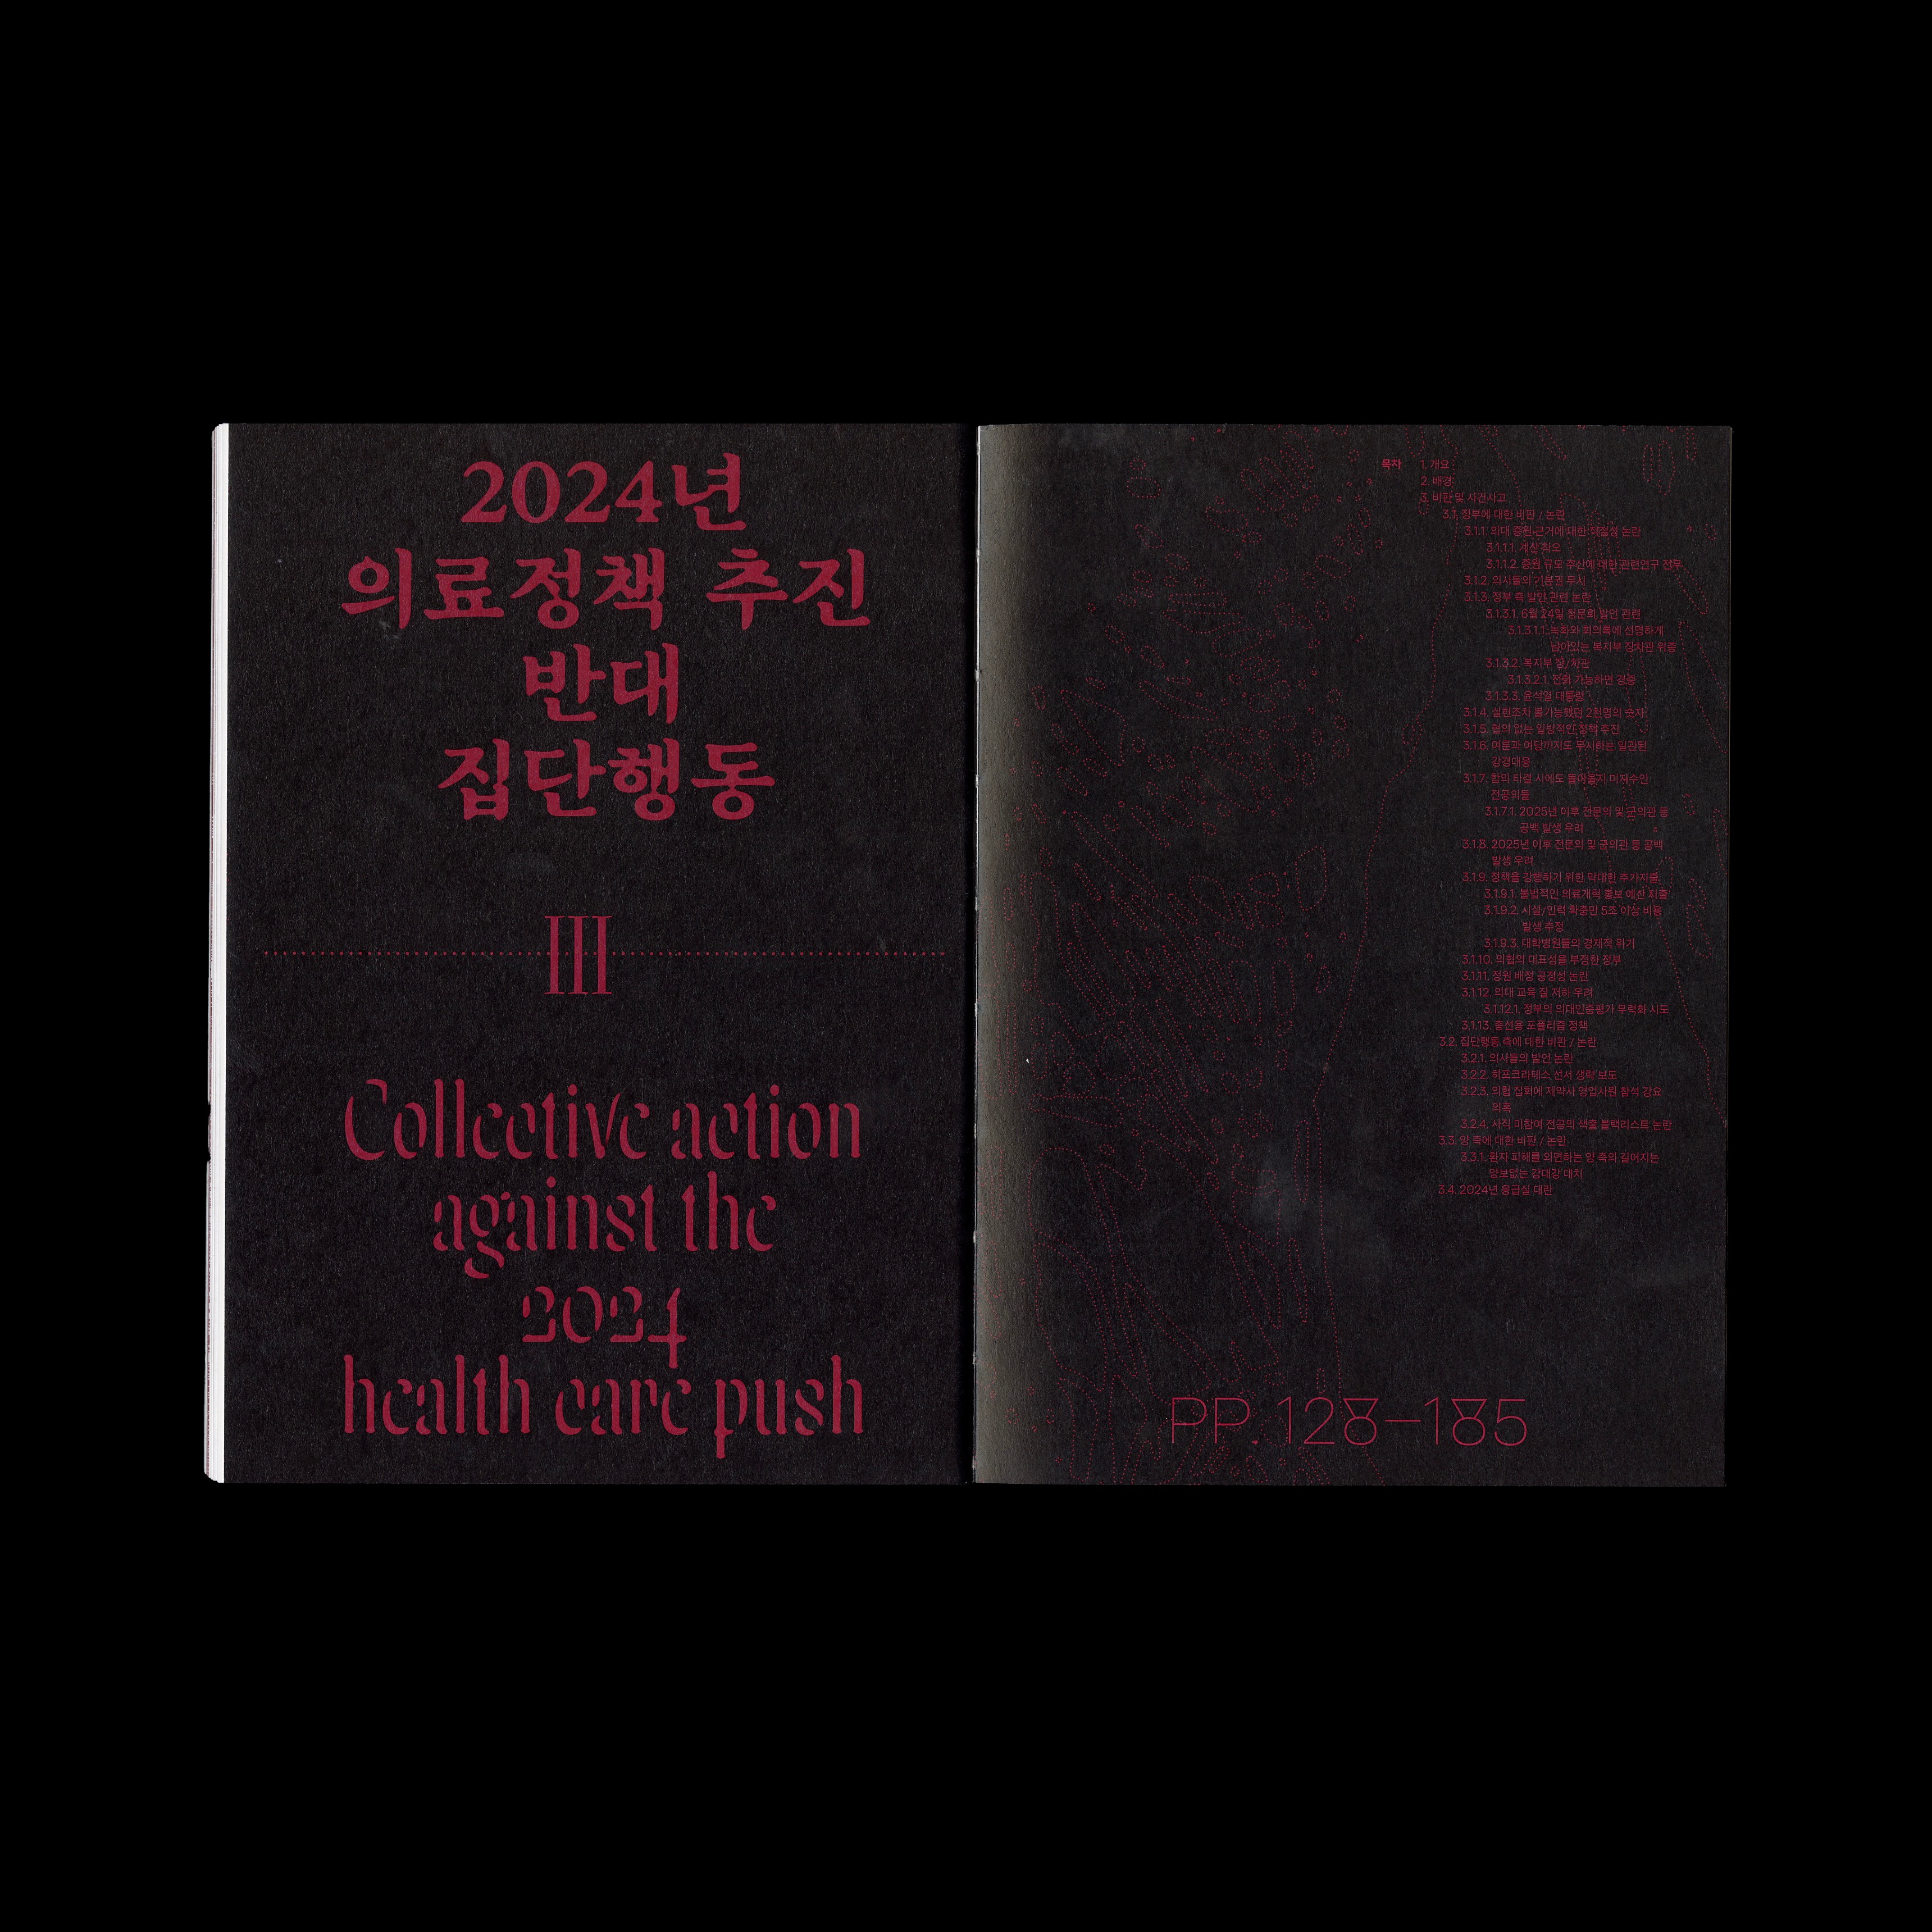 2024년
의료정책 추진
반대
집단행동
III
Collective action
against the
2024
health care push
목차 1. 개요
2. 배경
3. 비판 및 사건사고
3.1. 정부에 대한 비판 / 논란
3.1.1. 의대 증원 근거에 대한 적절성 논란
3.1.1.1. 계산 착오
3.1.1.2. 증원 규모 추산에 대한 관련연구 전무
3.1.2. 의사들의 기본권 무시
3.1.3. 정부 측 발언 관련 논란
3.1.3.1. 6월 24일 청문회 발언 관련
3.1.3.1.1. 녹화와 회의록에 선명하게
남아있는 복지부 장차관 위증
3.1.3.2. 복지부 장/차관
3.1.3.2.1. 전화 가능하면 경증
3.1.3.3. 윤석열 대통령
3.1.4. 실현조차 불가능했던 2천명의 숫자
3.1.5. 협의 없는 일방적인 정책 추진
3.1.6. 여론과 여당까지도 무시하는 일관된
강경대응
3.1.7. 합의 타결 시에도 돌아올지 미지수인
전공의들
3.1.7.1. 2025년 이후 전문의 및 군의관 등
공백 발생 우려
3.1.8. 2025년 이후 전문의 및 군의관 등 공백
발생 우려
3.1.9. 정책을 강행하기 위한 막대한 추가지출
3.1.9.1. 불법적인 의료개혁 홍보 예산 지출
3.1.9.2. 시설/인력 확충만 5조 이상 비용
발생 추정
3.1.9.3. 대학병원들의 경제적 위기
3.1.10. 의협의 대표성을 부정한 정부
3.1.11. 정원 배정 공정성 논란
3.1.12. 의대 교육 질 저하 우려
3.1.12.1. 정부의 의대인증평가 무력화 시도
3.1.13. 총선용 포퓰리즘 정책
3.2. 집단행동 측에 대한 비판 / 논란
3.2.1. 의사들의 발언 논란
3.2.2. 히포크라테스 선서 생략 보도
3.2.3. 의협 집회에 제약사 영업사원 참석 강요
의혹
3.2.4. 사직 미참여 전공의 색출 블랙리스트 논란
3.3. 양 측에 대한 비판 / 논란
3.3.1. 환자 피해를 외면하는 양 측의 길어지는
양보없는 강대강 대치
3.4. 2024년 응급실 대란
PP. 128–185